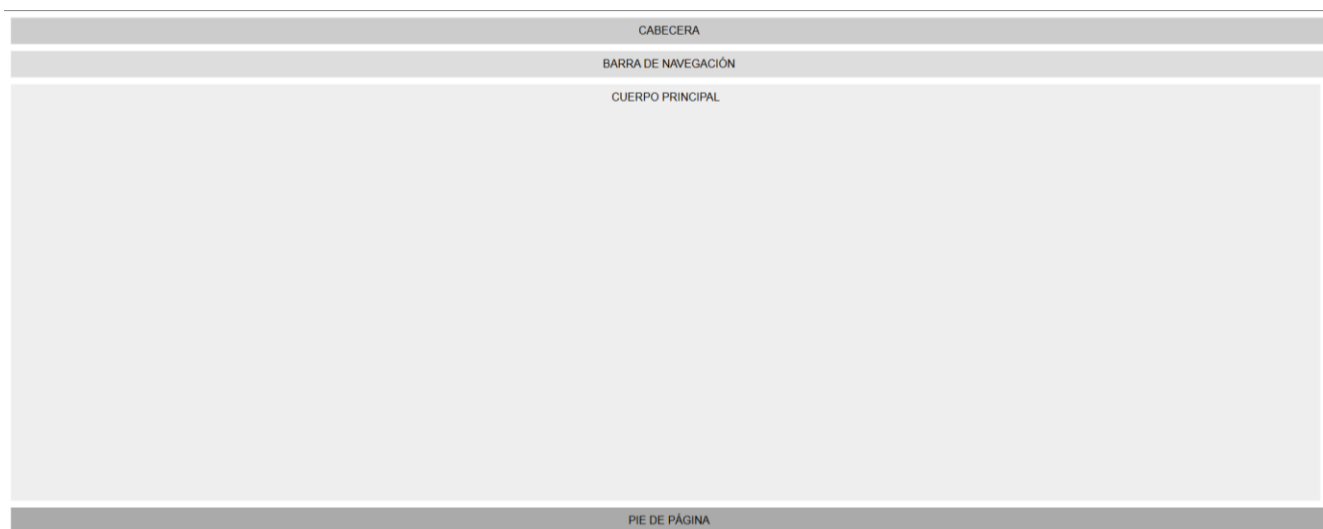 CABECERA
BARRA DE NAVEGACIÓN
CUERPO PRINCIPAL
PIE DE PÁGINA